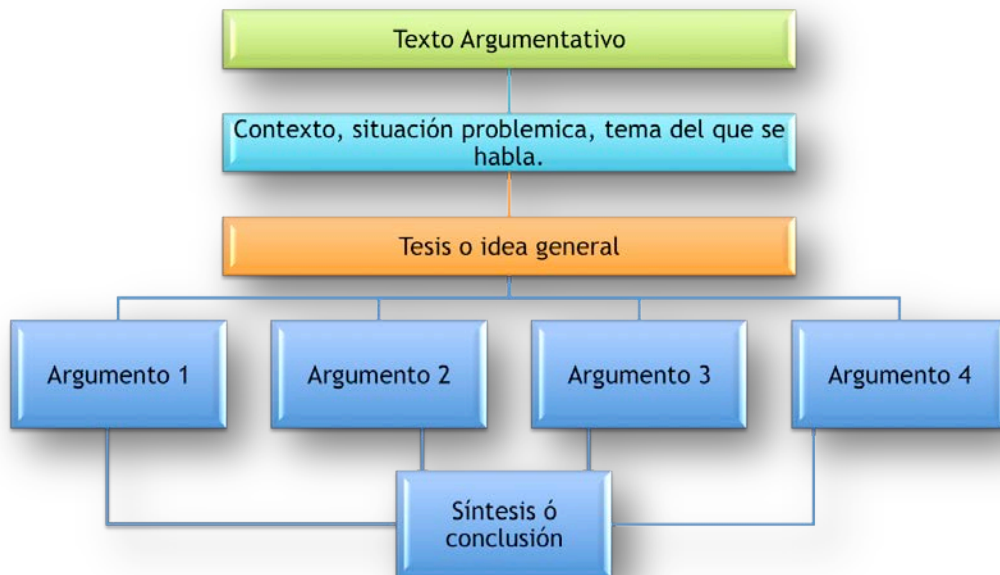 Texto Argumentativo
Contexto, situación problemica, tema del que se
habla.
Tesis o idea general
Argumento 1
Argumento 2
Argumento 3
Argumento 4
Síntesis ó
conclusión